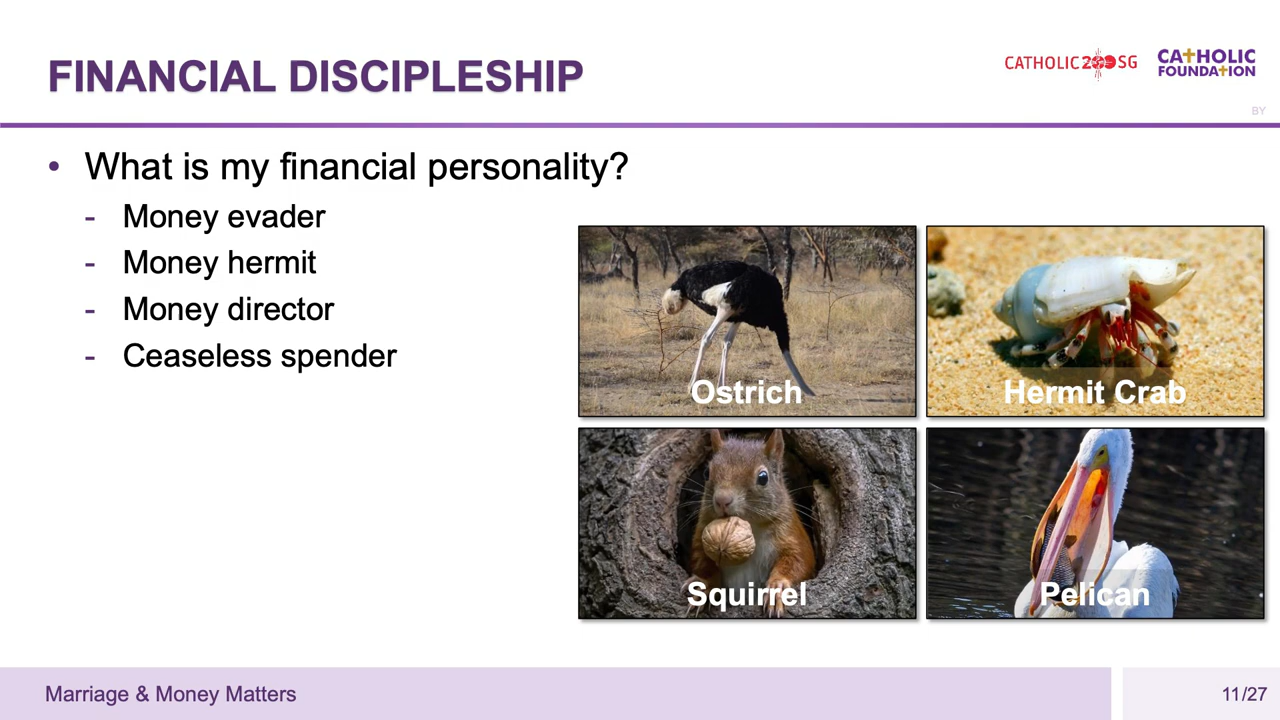 FINANCIAL DISCIPLESHIP
CATHOLIC200SG
CATHOLIC
FOUNDATION
BY
• What is my financial personality?
- Money evader
- Money hermit
- Money director
- Ceaseless spender
Ostrich
Hermit Crab
Squirrel
Pelican
Marriage & Money Matters
11/27